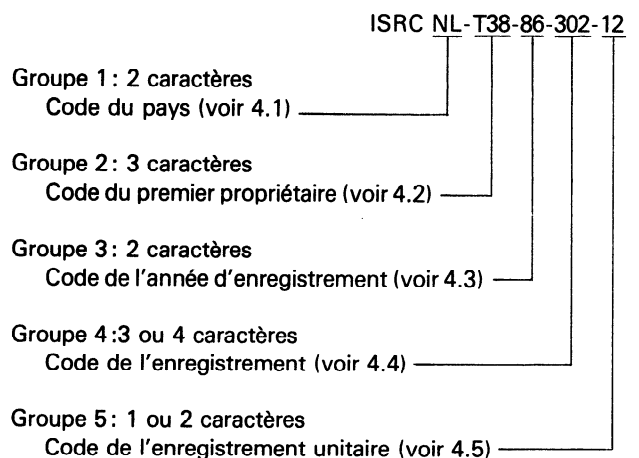 ISRC NL-T38-86-302-12
Groupe 1: 2 caractères
Code du pays (voir 4.1)
Groupe 2: 3 caractères
Code du premier propriétaire (voir 4.2)
Groupe 3: 2 caractères
Code de l'année d'enregistrement (voir 4.3)
Groupe 4:3 ou 4 caractères
Code de l'enregistrement (voir 4.4)
Groupe 5: 1 ou 2 caractères
Code de l'enregistrement unitaire (voir 4.5)